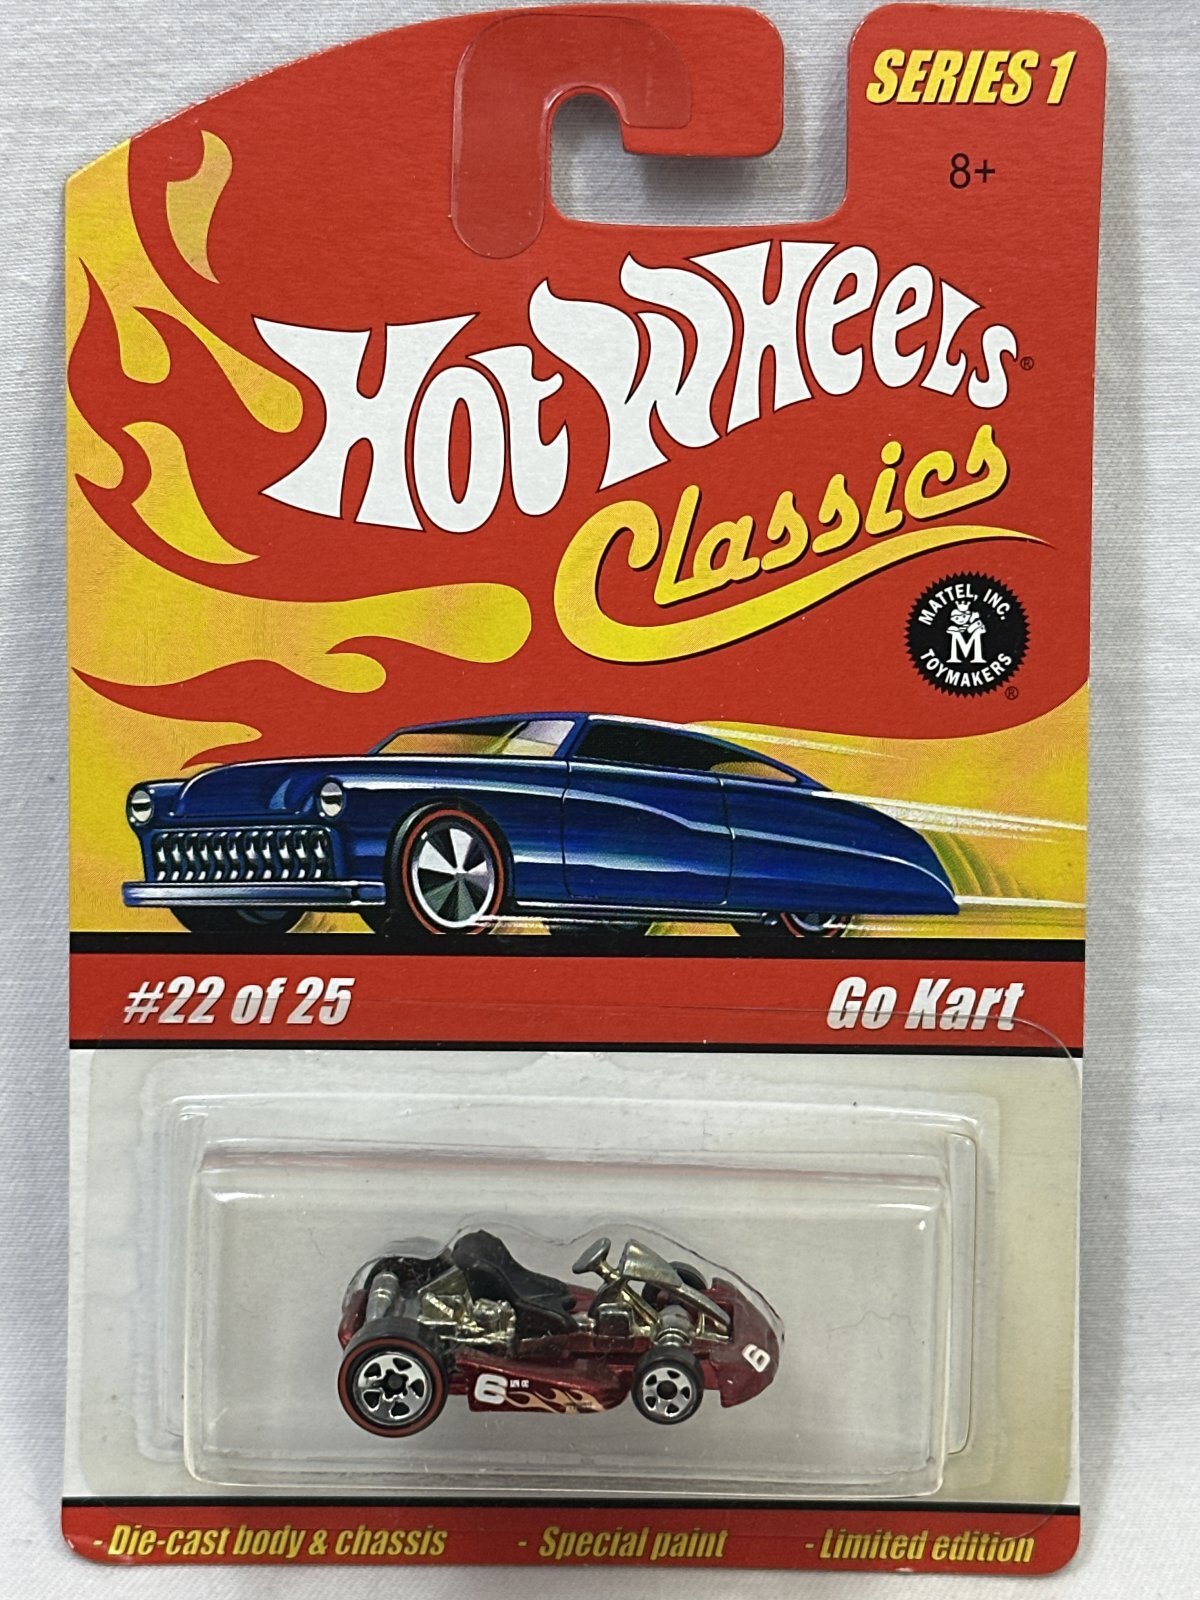 SERIES 1
8+
HOT WHEELS®
Classics
MATTEL, INC.
M
TOYMAKERS
®
#22 of 25
Go Kart
6
6
- Die-cast body & chassis
- Special paint
- Limited edition